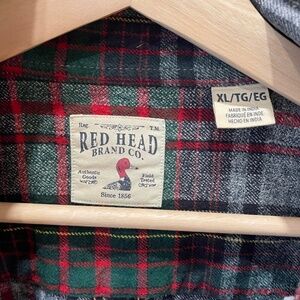 Reg. T.M.
RED HEAD
BRAND CO.
Authentic Goods
Field Tested
Since 1856
XL/TG/EG
MADE IN INDIA
FABRIQUÉ EN INDE
HECHO EN INDIA